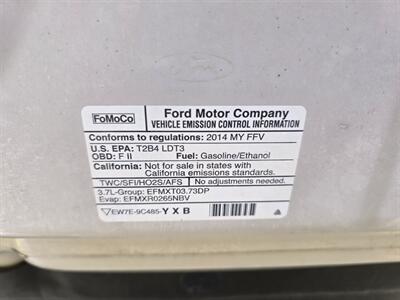 FoMoCo
Ford Motor Company
VEHICLE EMISSION CONTROL INFORMATION
Conforms to regulations: 2014 MY FFV
U.S. EPA: T2B4 LDT3
OBD: F II Fuel: Gasoline/Ethanol
California: Not for sale in states with
California emissions standards.
TWC/SFI/HO2S/AFS No adjustments needed.
3.7L-Group: EFMXT03.73DP
Evap: EFMXR0265NBV
EW7E-9C485-Y X B